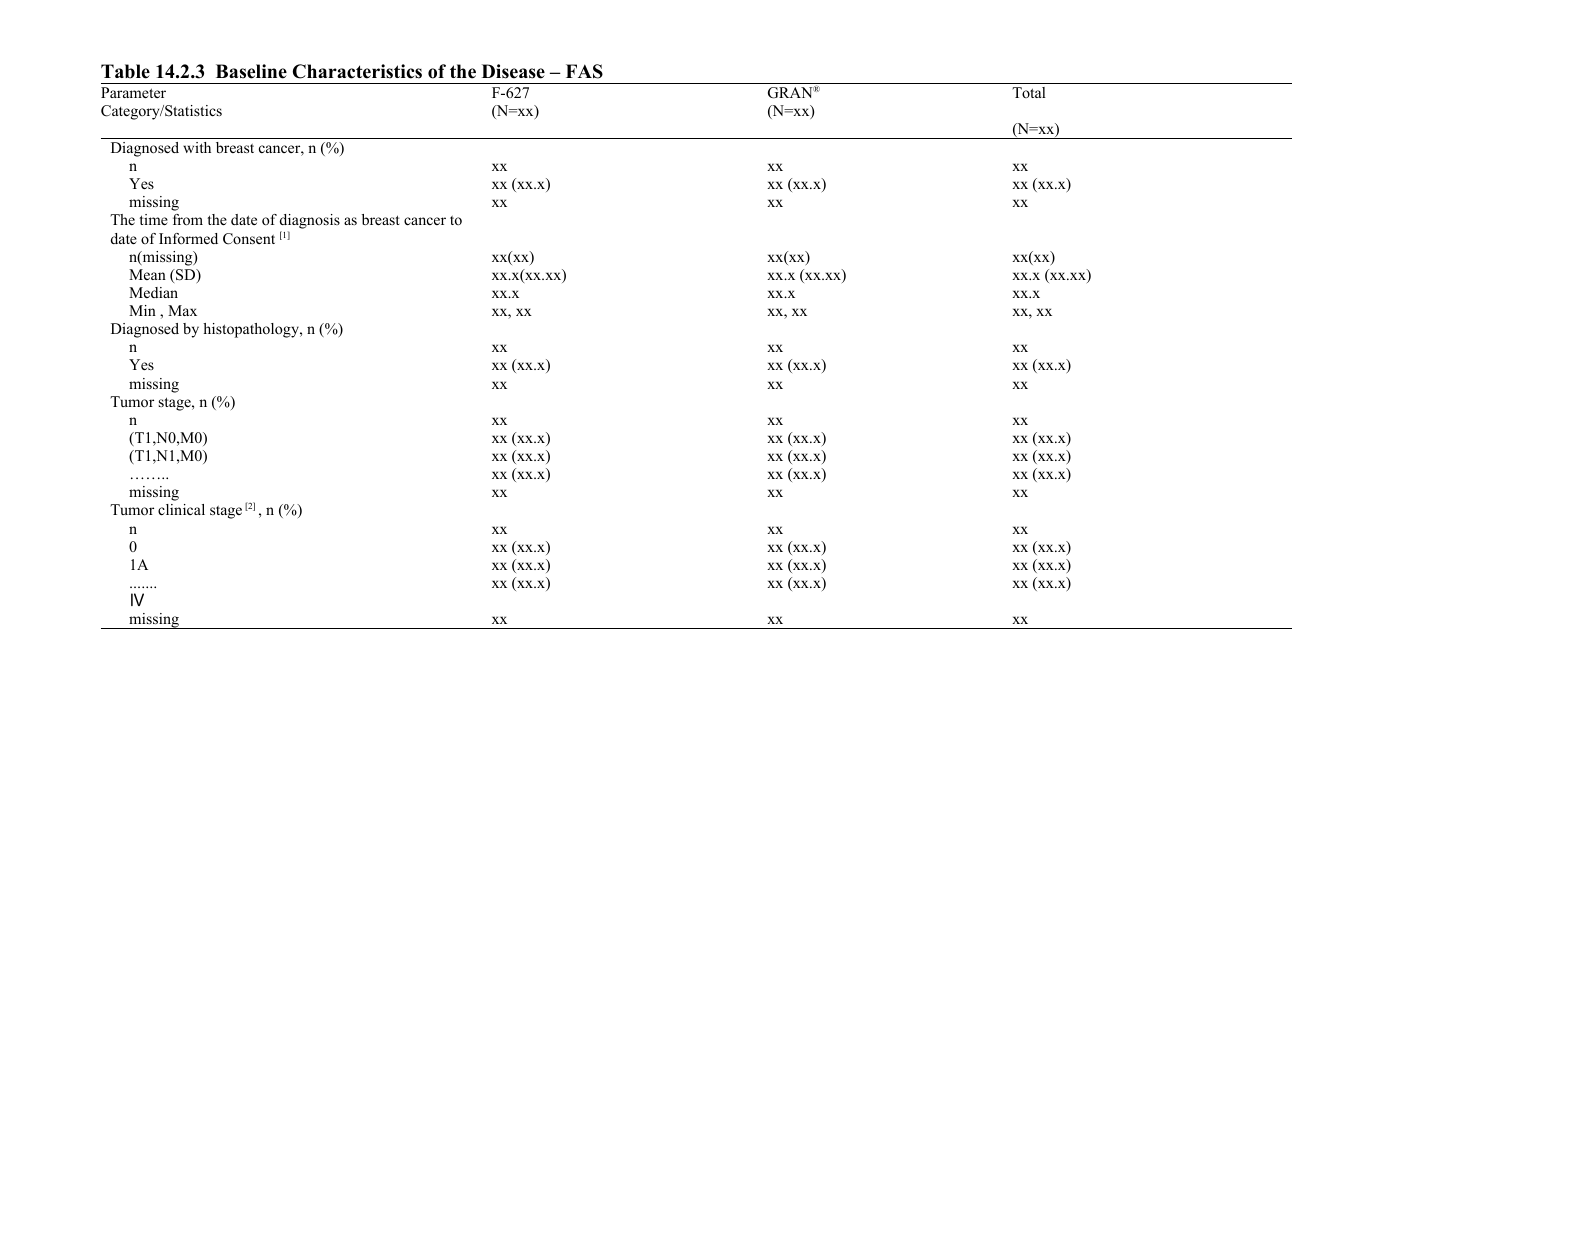 Table 14.2.3  Baseline Characteristics of the Disease – FAS
Parameter F-627 GRAN® Total
Category/Statistics (N=xx) (N=xx)
(N=xx)
Diagnosed with breast cancer, n (%)
n xx xx xx
Yes xx (xx.x) xx (xx.x) xx (xx.x)
missing xx xx xx
The time from the date of diagnosis as breast cancer to
date of Informed Consent [1]
n(missing) xx(xx) xx(xx) xx(xx)
Mean (SD) xx.x(xx.xx) xx.x (xx.xx) xx.x (xx.xx)
Median xx.x xx.x xx.x
Min , Max xx, xx xx, xx xx, xx
Diagnosed by histopathology, n (%)
n xx xx xx
Yes xx (xx.x) xx (xx.x) xx (xx.x)
missing xx xx xx
Tumor stage, n (%)
n xx xx xx
(T1,N0,M0) xx (xx.x) xx (xx.x) xx (xx.x)
(T1,N1,M0) xx (xx.x) xx (xx.x) xx (xx.x)
…….. xx (xx.x) xx (xx.x) xx (xx.x)
missing xx xx xx
Tumor clinical stage [2] , n (%)
n xx xx xx
0 xx (xx.x) xx (xx.x) xx (xx.x)
1A xx (xx.x) xx (xx.x) xx (xx.x)
....... xx (xx.x) xx (xx.x) xx (xx.x)
Ⅳ
missing xx xx xx